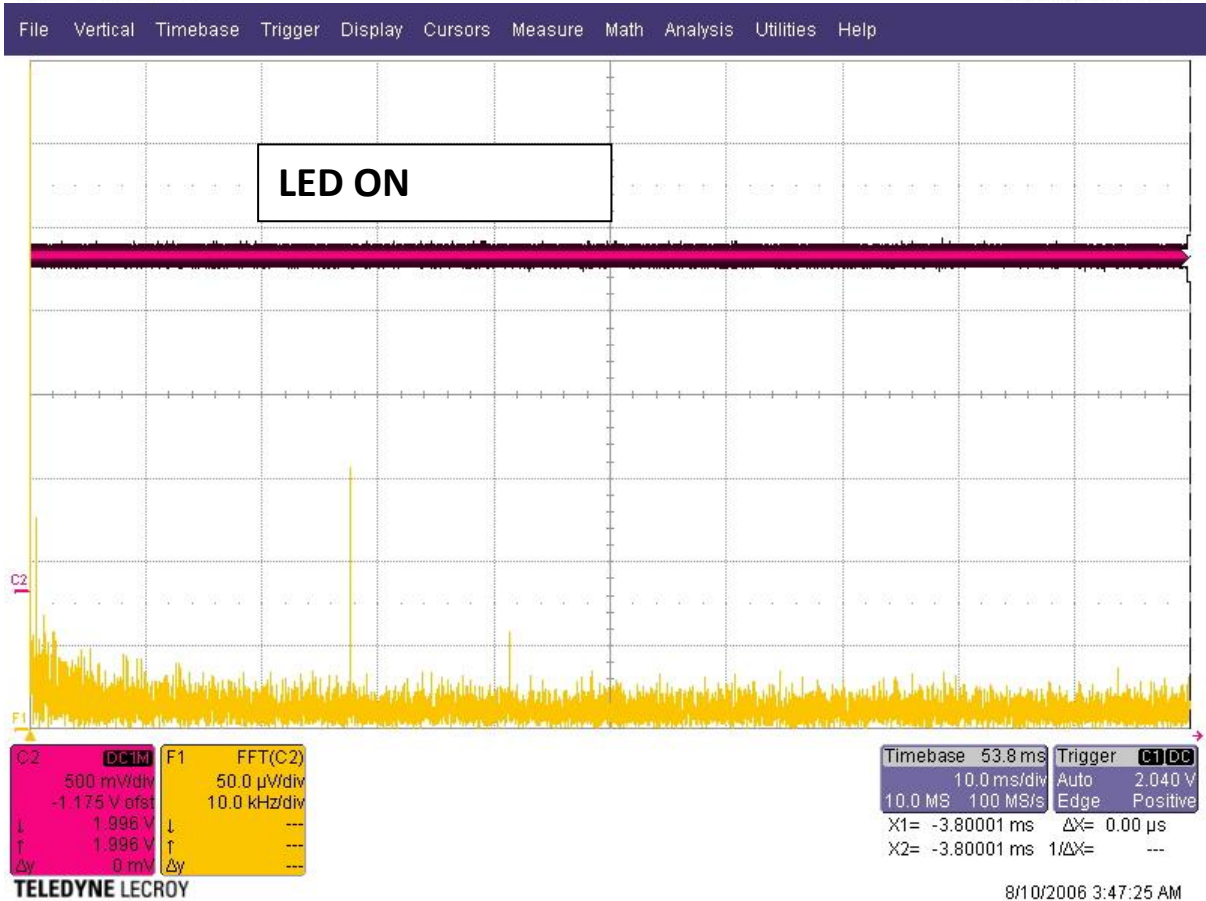 File Vertical Timebase Trigger Display Cursors Measure Math Analysis Utilities Help
LED ON
C2
F1
C2 DC1M
500 mV/div
-1.175 V ofst
↓ 1.996 V
↑ 1.996 V
Δy 0 mV
F1 FFT(C2)
50.0 µV/div
10.0 kHz/div
↓ ---
↑ ---
Δy ---
Timebase 53.8 ms
10.0 ms/div
10.0 MS 100 MS/s
Trigger C1 DC
Auto 2.040 V
Edge Positive
X1= -3.80001 ms ΔX= 0.00 µs
X2= -3.80001 ms 1/ΔX= ---
TELEDYNE LECROY
8/10/2006 3:47:25 AM